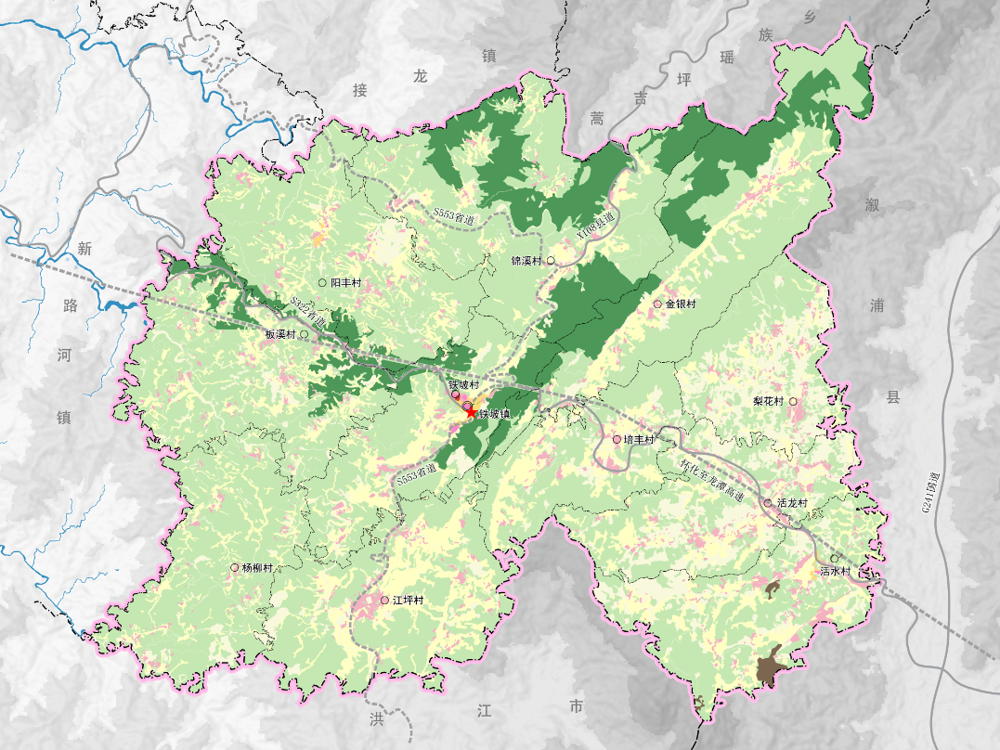 乡
族
瑶
坪
吉
蒿
镇
龙
接
溆
浦
县
新
路
河
镇
洪
江
市
S553省道
X108县道
锦溪村
阳丰村
金银村
S322省道
板溪村
铁坡村
铁坡镇
梨花村
培丰村
怀化至龙潭高速
S553省道
G241国道
活龙村
杨柳村
活水村
江坪村